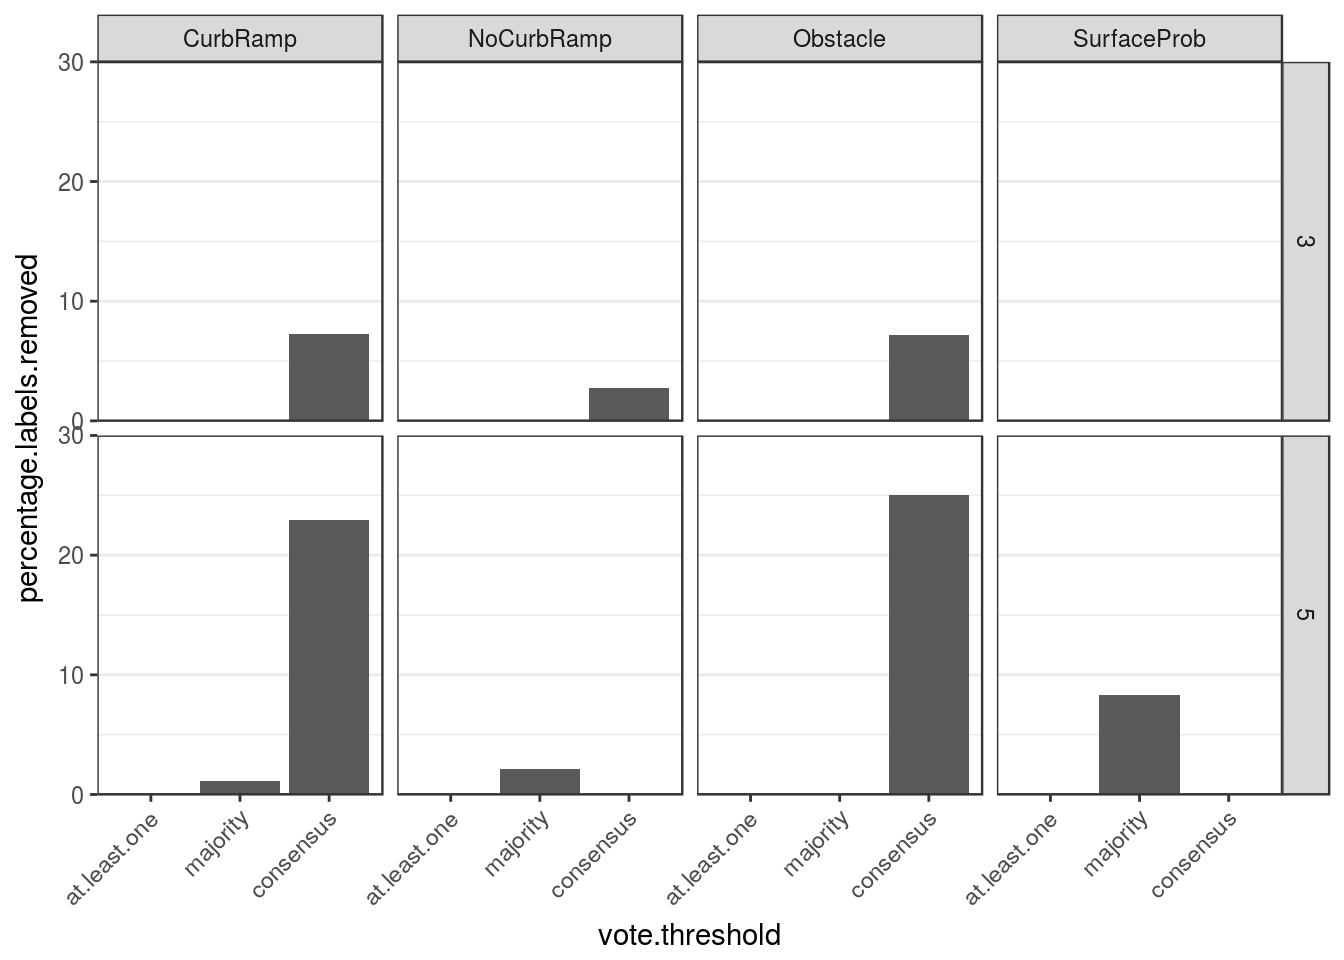 CurbRamp NoCurbRamp Obstacle SurfaceProb
30
20
10
0
3
30
20
10
0
5
percentage.labels.removed
at.least.one majority consensus at.least.one majority consensus at.least.one majority consensus at.least.one majority consensus
vote.threshold